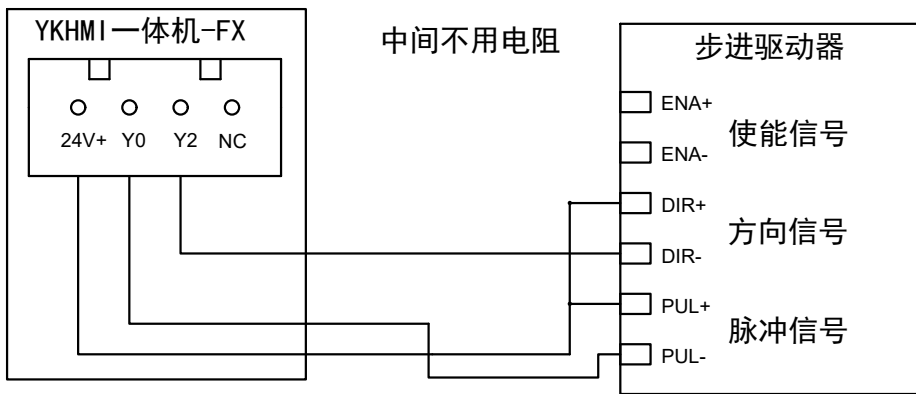 YKHMI一体机-FX
24V+ Y0 Y2 NC
中间不用电阻
步进驱动器
ENA+
使能信号
ENA-
DIR+
方向信号
DIR-
PUL+
脉冲信号
PUL-